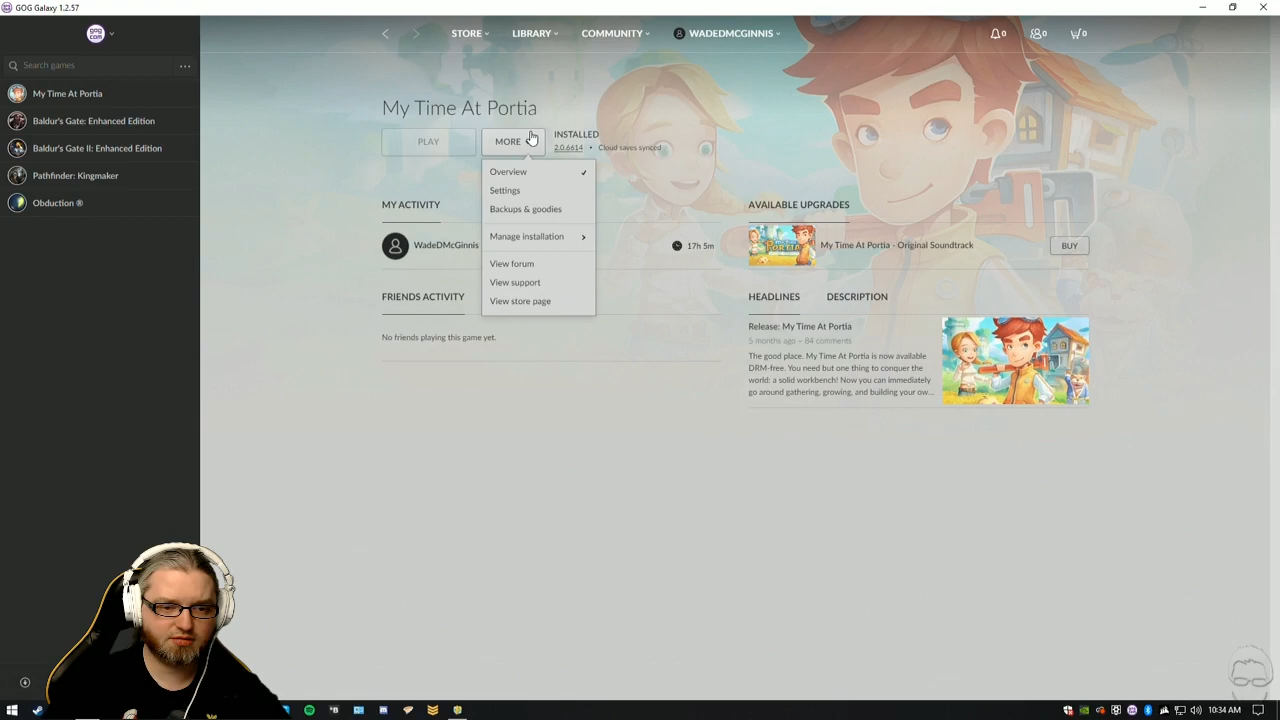 GOG Galaxy 1.2.57
gog
com
STORE
LIBRARY
COMMUNITY
WADEDMCGINNIS
0
0
0
Search games
My Time At Portia
Baldur's Gate: Enhanced Edition
Baldur's Gate II: Enhanced Edition
Pathfinder: Kingmaker
Obduction ®
My Time At Portia
PLAY
MORE
INSTALLED
2.0.6614 • Cloud saves synced
Overview
Settings
Backups & goodies
Manage installation
View forum
View support
View store page
MY ACTIVITY
WadeDMcGinnis
17h 5m
FRIENDS ACTIVITY
No friends playing this game yet.
AVAILABLE UPGRADES
My Time At Portia - Original Soundtrack
BUY
HEADLINES
DESCRIPTION
Release: My Time At Portia
5 months ago – 84 comments
The good place. My Time At Portia is now available
DRM-free. You need but one thing to conquer the
world: a solid workbench! Now you can immediately
go around gathering, growing, and building your ow...
10:34 AM